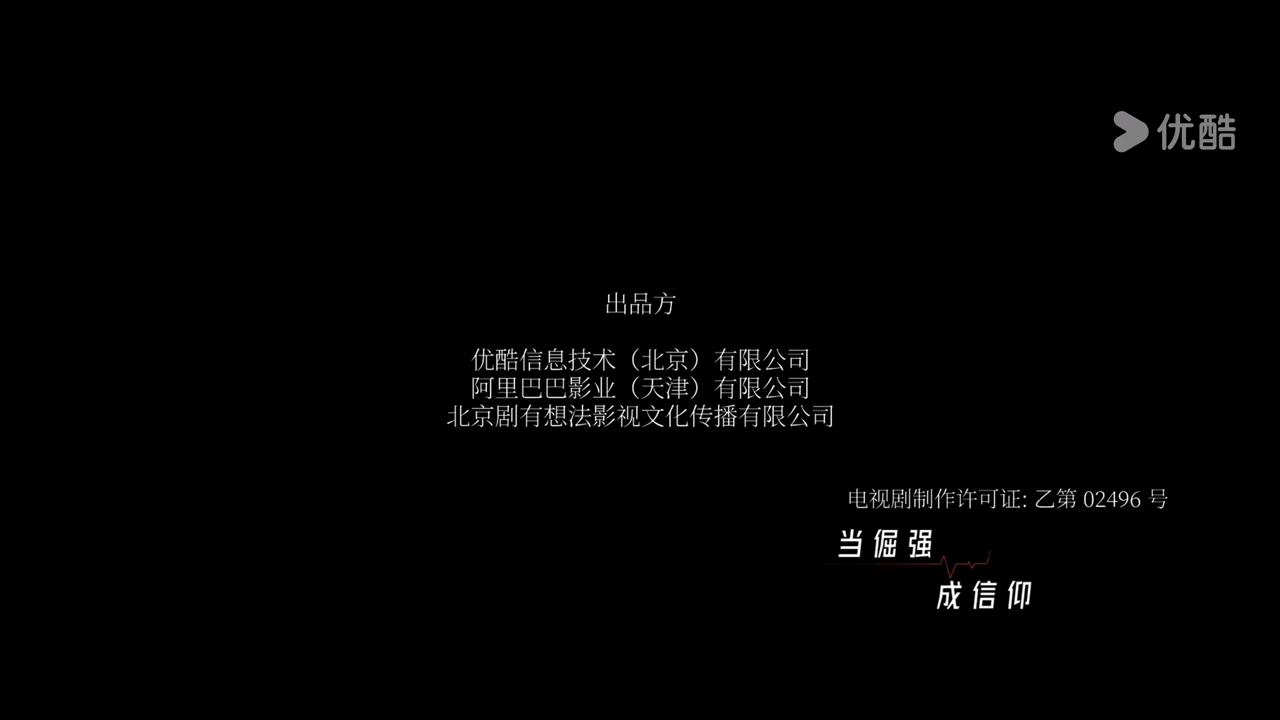 优酷
出品方
优酷信息技术（北京）有限公司
阿里巴巴影业（天津）有限公司
北京剧有想法影视文化传播有限公司
电视剧制作许可证: 乙第 02496 号
当倔强
成信仰